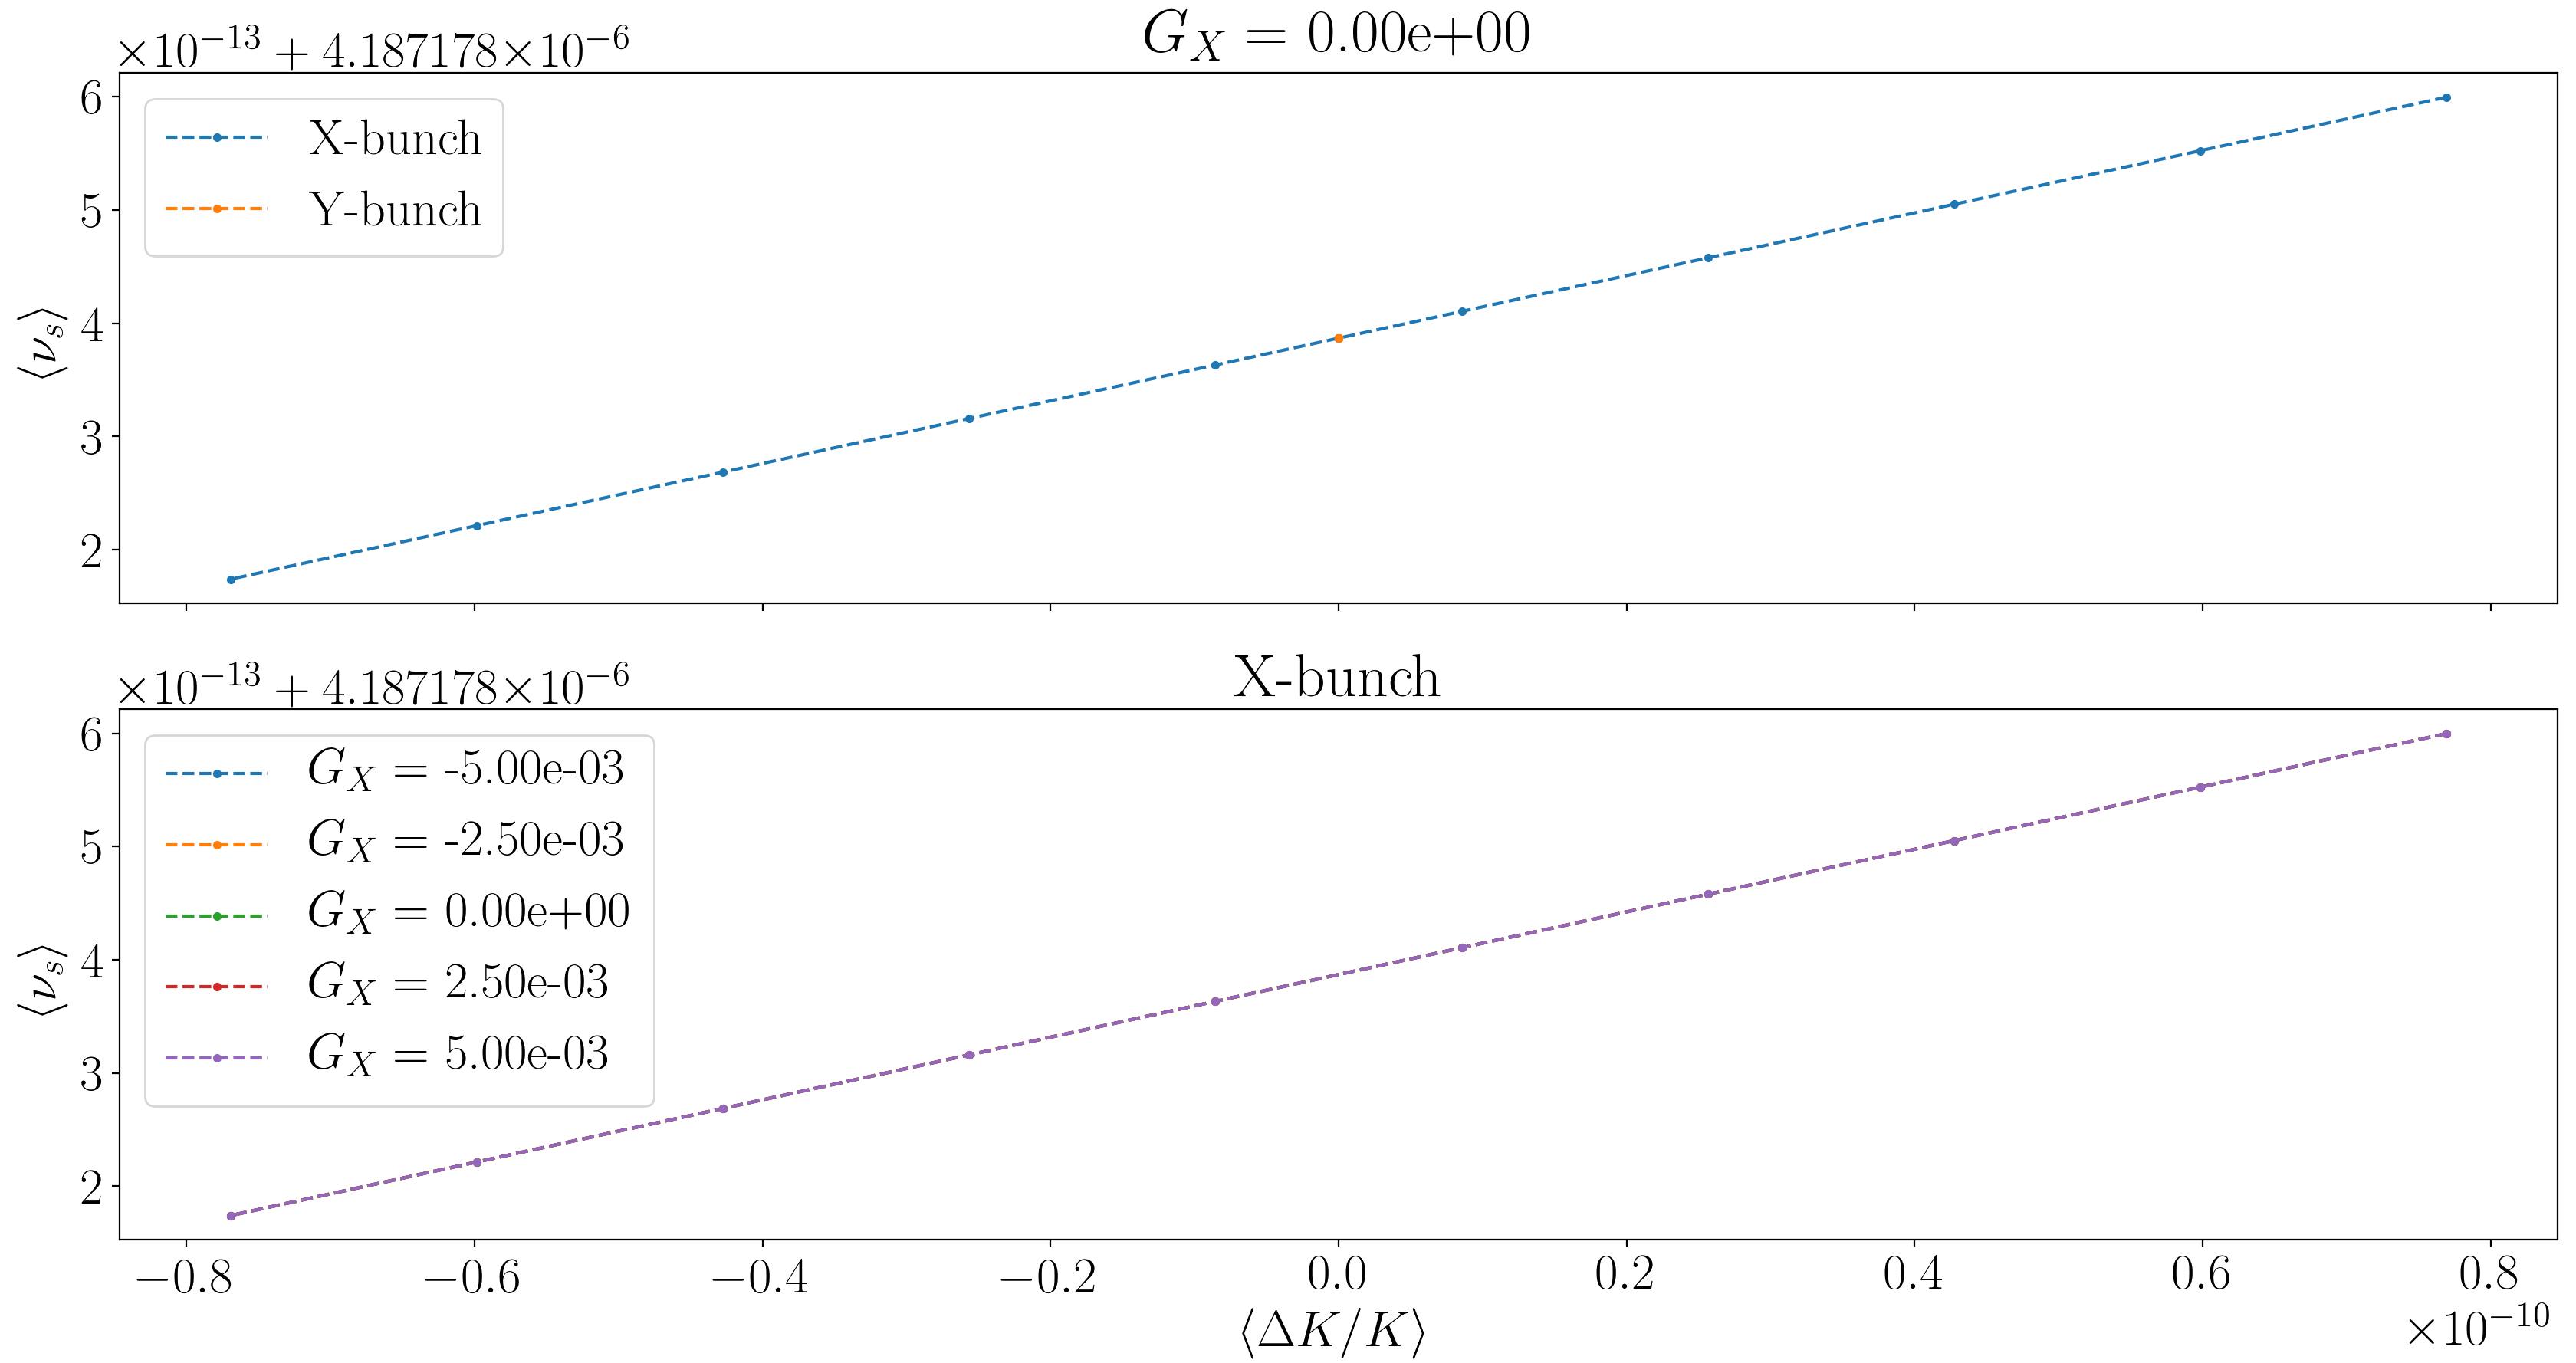 G_X = 0.00e+00
×10^−13 + 4.187178×10^−6
6
5
4
3
2
⟨ν_s⟩
X-bunch
Y-bunch
X-bunch
×10^−13 + 4.187178×10^−6
6
5
4
3
2
⟨ν_s⟩
G_X = -5.00e-03
G_X = -2.50e-03
G_X = 0.00e+00
G_X = 2.50e-03
G_X = 5.00e-03
−0.8 −0.6 −0.4 −0.2 0.0 0.2 0.4 0.6 0.8
×10^−10
⟨ΔK/K⟩